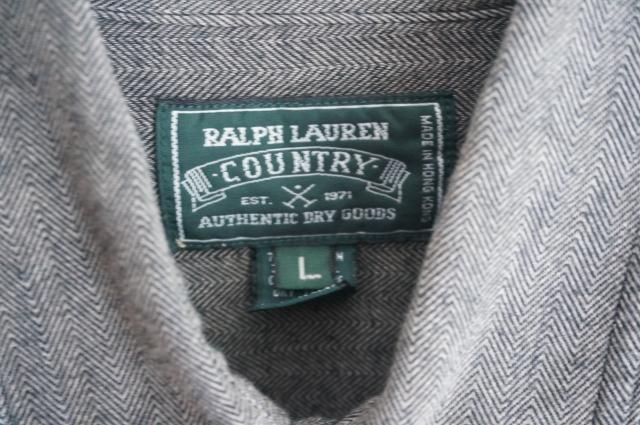 RALPH LAUREN
COUNTRY
EST. 1971
AUTHENTIC DRY GOODS
MADE IN HONG KONG
L